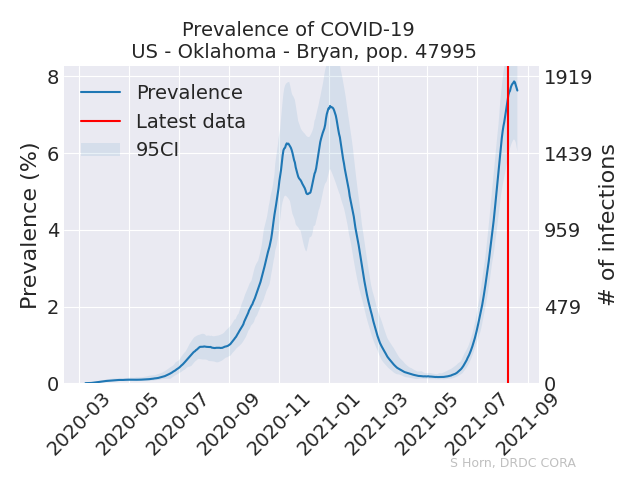 Prevalence of COVID-19
US - Oklahoma - Bryan, pop. 47995
Prevalence
Latest data
95CI
Prevalence (%)
8
6
4
2
0
1919
1439
959
479
0
# of infections
2020-03
2020-05
2020-07
2020-09
2020-11
2021-01
2021-03
2021-05
2021-07
2021-09
S Horn, DRDC CORA